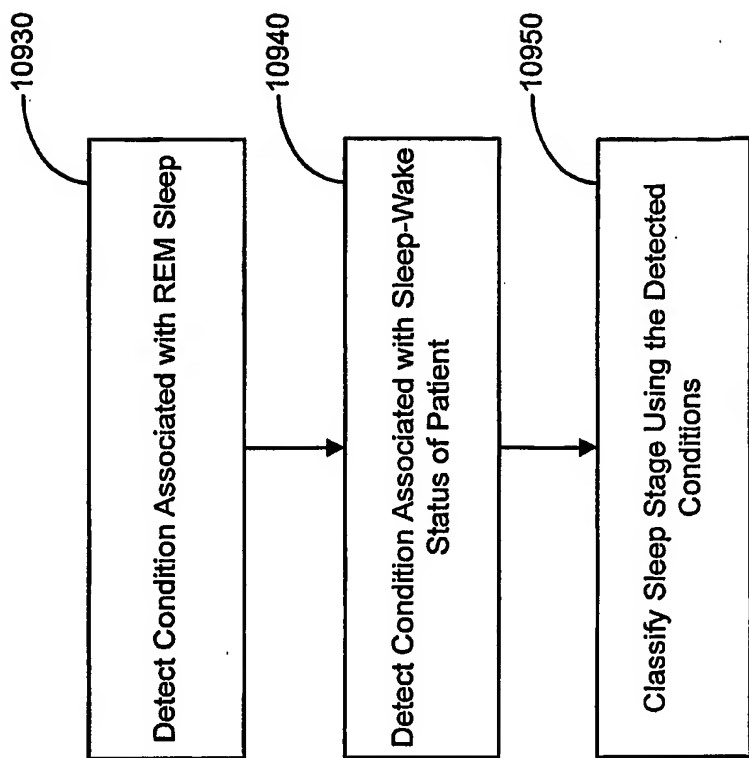 10930
Detect Condition Associated with REM Sleep
10940
Detect Condition Associated with Sleep-Wake
Status of Patient
10950
Classify Sleep Stage Using the Detected
Conditions